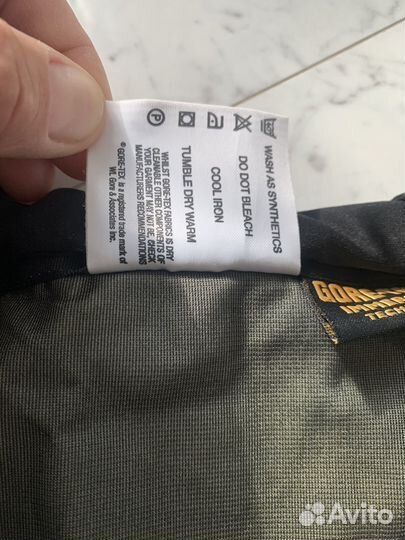 WASH AS SYNTHETICS
DO DOT BLEACH
COOL IRON
TUMBLE DRY WARM
P
WHILST GORE-TEX FABRICS IS DRY
CLEANABLE OTHER COMPONENTS OF
YOUR GARMENT MAY NOT BE, CHECK
MANUFACTURERS RECOMMENDATIONS
®GORE-TEX is a registered trade mark of
WL Gore & Associates Inc.
GORE
TECH
Avito